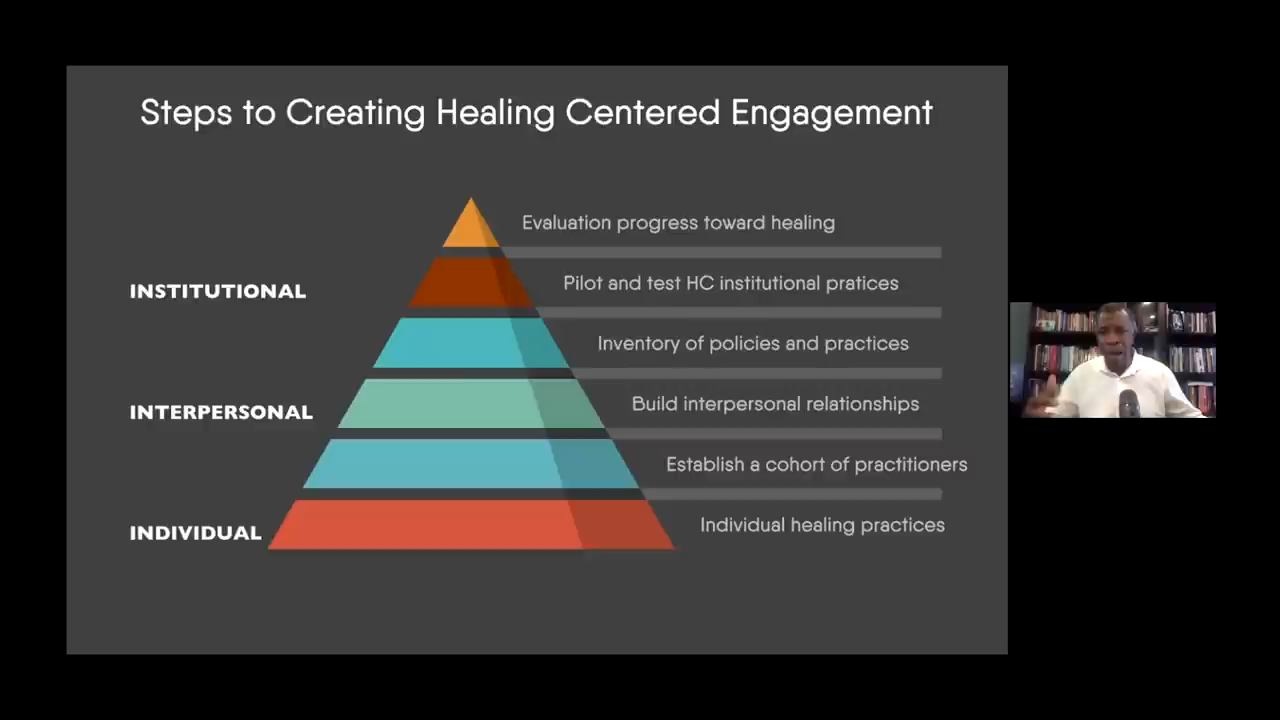 Steps to Creating Healing Centered Engagement
Evaluation progress toward healing
INSTITUTIONAL
Pilot and test HC institutional pratices
Inventory of policies and practices
INTERPERSONAL
Build interpersonal relationships
Establish a cohort of practitioners
INDIVIDUAL
Individual healing practices